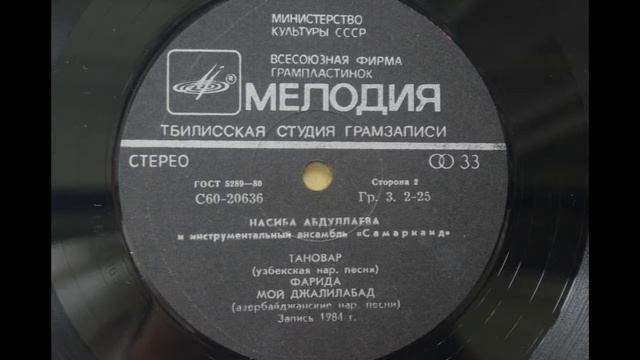 МИНИСТЕРСТВО
КУЛЬТУРЫ СССР
ВСЕСОЮЗНАЯ ФИРМА
ГРАМПЛАСТИНОК
МЕЛОДИЯ
ТБИЛИССКАЯ СТУДИЯ ГРАМЗАПИСИ
СТЕРЕО 33
ГОСТ 5289—80 Сторона 2
С60-20636 Гр. 3. 2-25
НАСИБА АБДУЛЛАЕВА
и инструментальный ансамбль «Самарканд»
ТАНОВАР
(узбекская нар. песня)
ФАРИДА
МОЙ ДЖАЛИЛАБАД
(азербайджанские нар. песни)
Запись 1984 г.